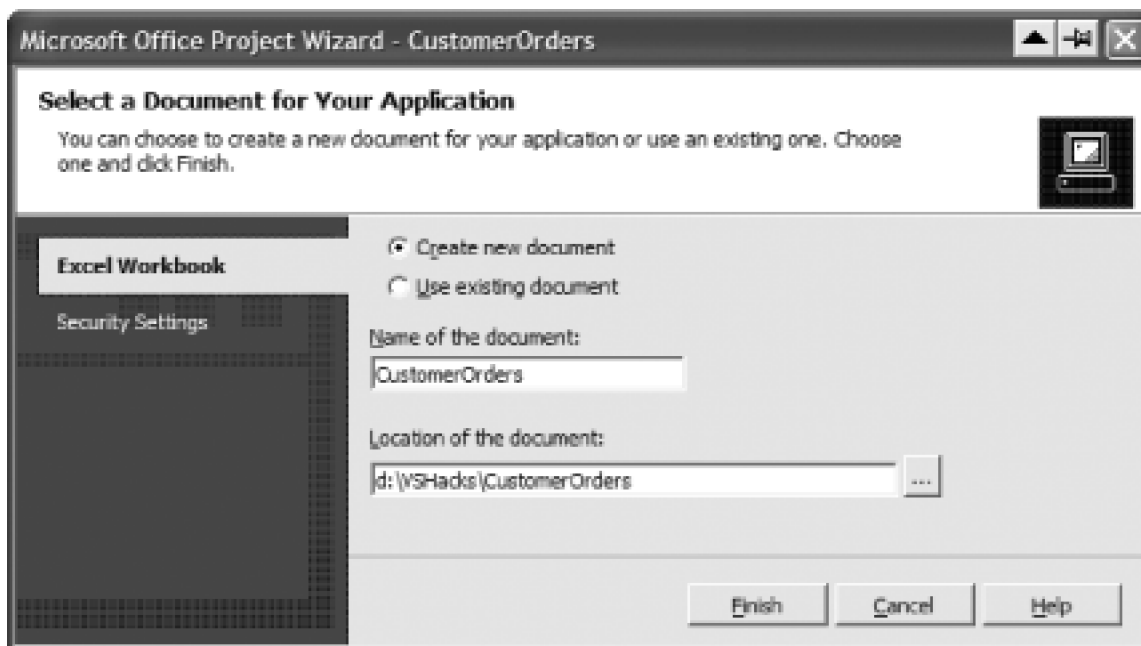 Microsoft Office Project Wizard - CustomerOrders
Select a Document for Your Application
You can choose to create a new document for your application or use an existing one. Choose
one and click Finish.
Excel Workbook
Security Settings
Create new document
Use existing document
Name of the document:
CustomerOrders
Location of the document:
d:\VSHacks\CustomerOrders
...
Finish
Cancel
Help